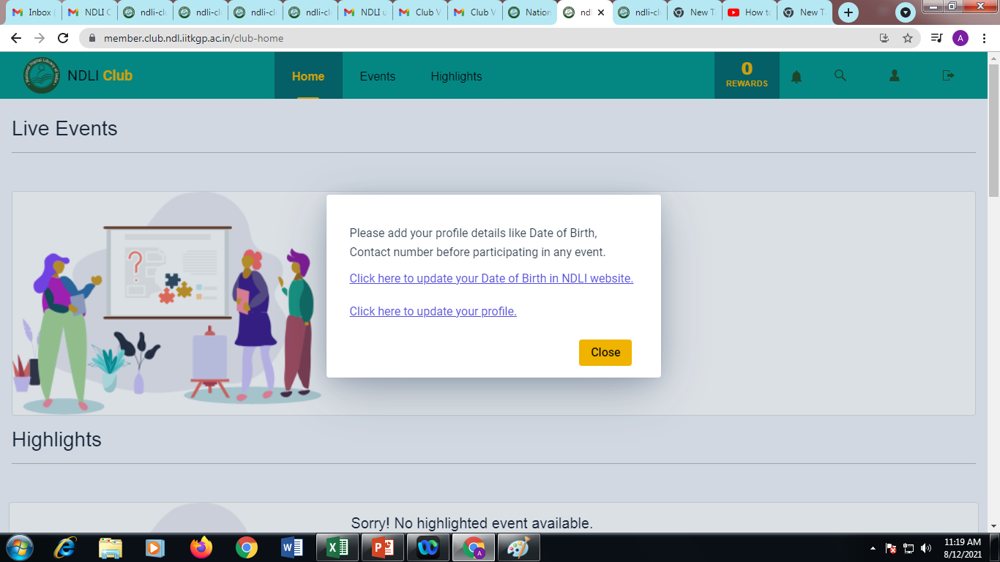 Inbox (
NDLI C
ndli-cl
ndli-cl
ndli-cl
ndli-cl
NDLI u
Club V
Club V
Nation
ndl
ndli-cl
New T
How to
New T
member.club.ndl.iitkgp.ac.in/club-home
A
NDLI Club
Home
Events
Highlights
0
REWARDS
Live Events
Please add your profile details like Date of Birth,
Contact number before participating in any event.
Click here to update your Date of Birth in NDLI website.
Click here to update your profile.
Close
Highlights
Sorry! No highlighted event available.
11:19 AM
8/12/2021